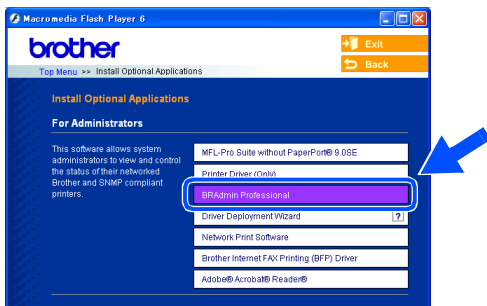 Macromedia Flash Player 6
brother
Exit
Back
Top Menu >> Install Optional Applications
Install Optional Applications
For Administrators
This software allows system
administrators to view and control
the status of their networked
Brother and SNMP compliant
printers.
MFL-Pro Suite without PaperPort® 9.0SE
Printer Driver (Only)
BRAdmin Professional
Driver Deployment Wizard
?
Network Print Software
Brother Internet FAX Printing (BFP) Driver
Adobe® Acrobat® Reader®